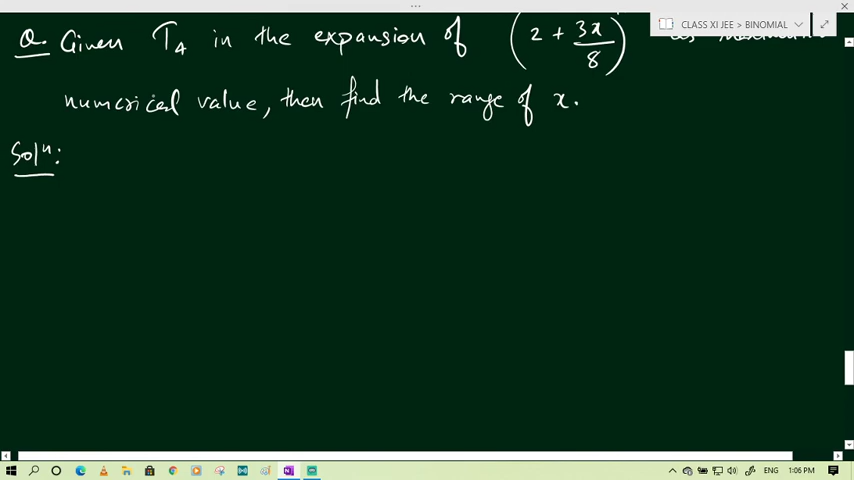 CLASS XI JEE > BINOMIAL
Q. Given T4 in the expansion of (2 + 3x/8)
numerical value, then find the range of x.
Soln:
ENG 1:06 PM